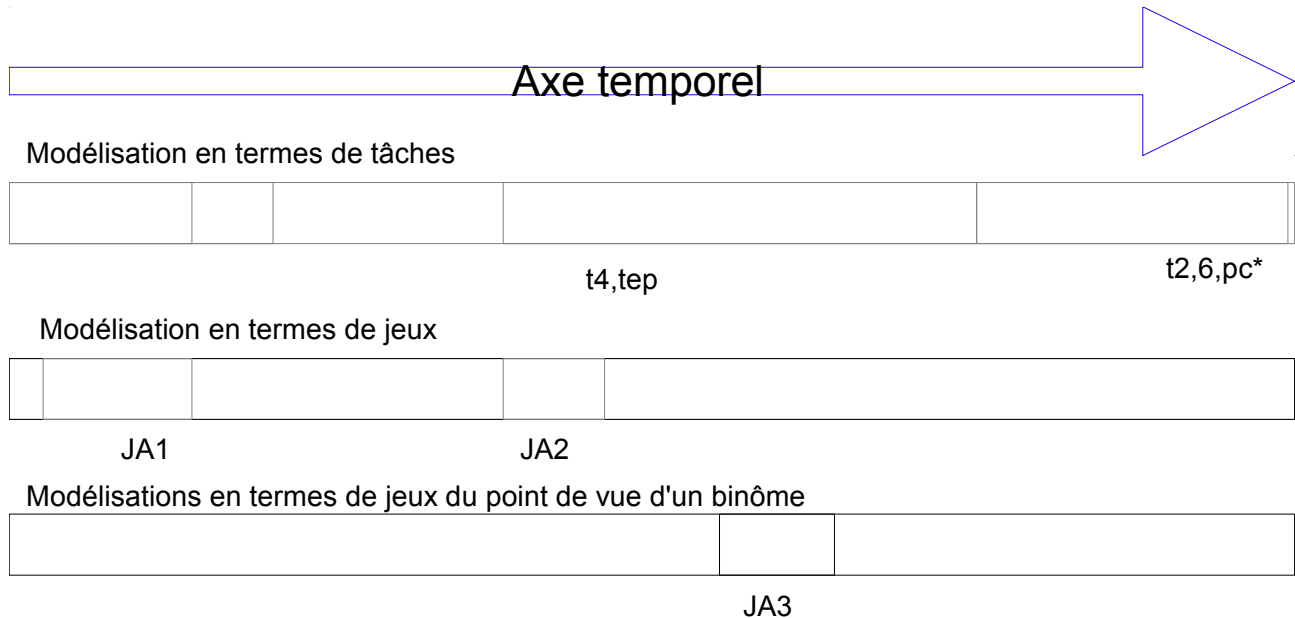 Axe temporel
Modélisation en termes de tâches
t4,tep
t2,6,pc*
Modélisation en termes de jeux
JA1
JA2
Modélisations en termes de jeux du point de vue d'un binôme
JA3